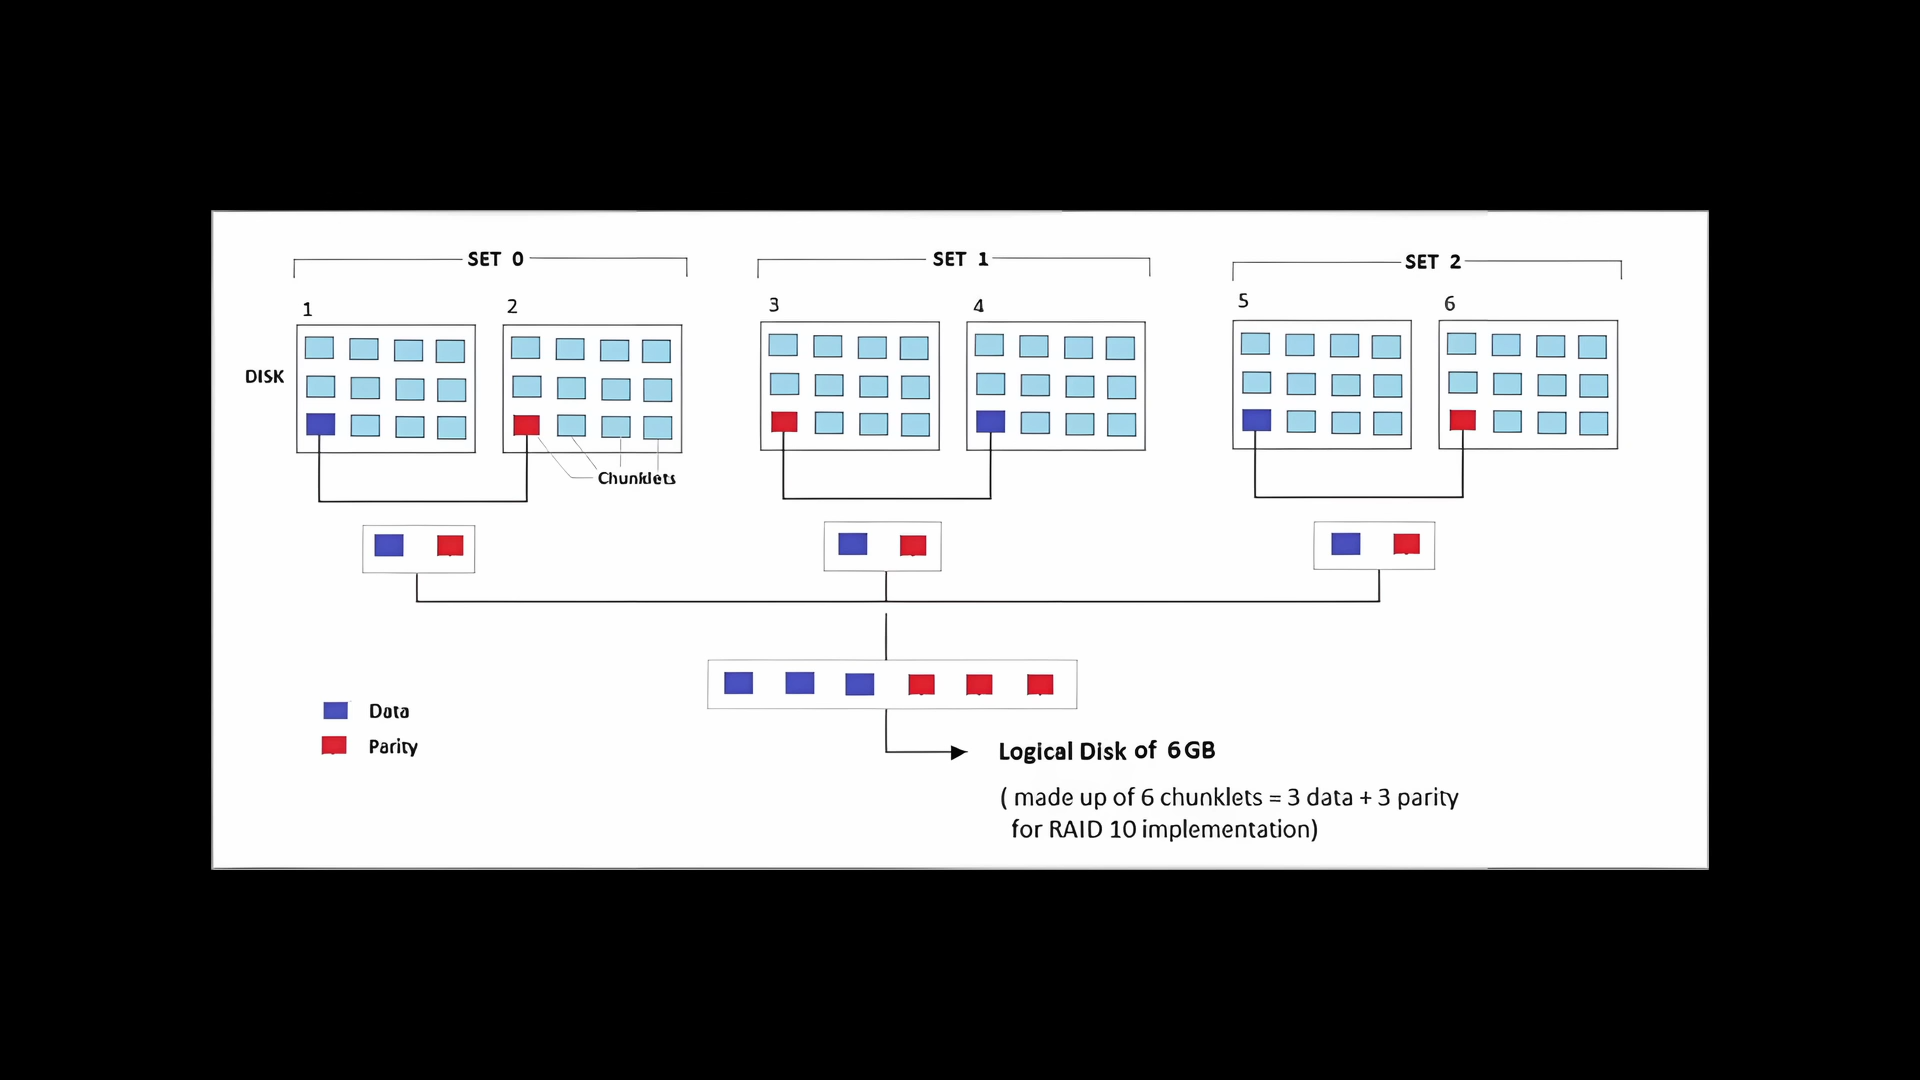 SET 0
SET 1
SET 2
1
2
3
4
5
6
DISK
Chunklets
Data
Parity
Logical Disk of 6GB
( made up of 6 chunklets = 3 data + 3 parity
for RAID 10 implementation)